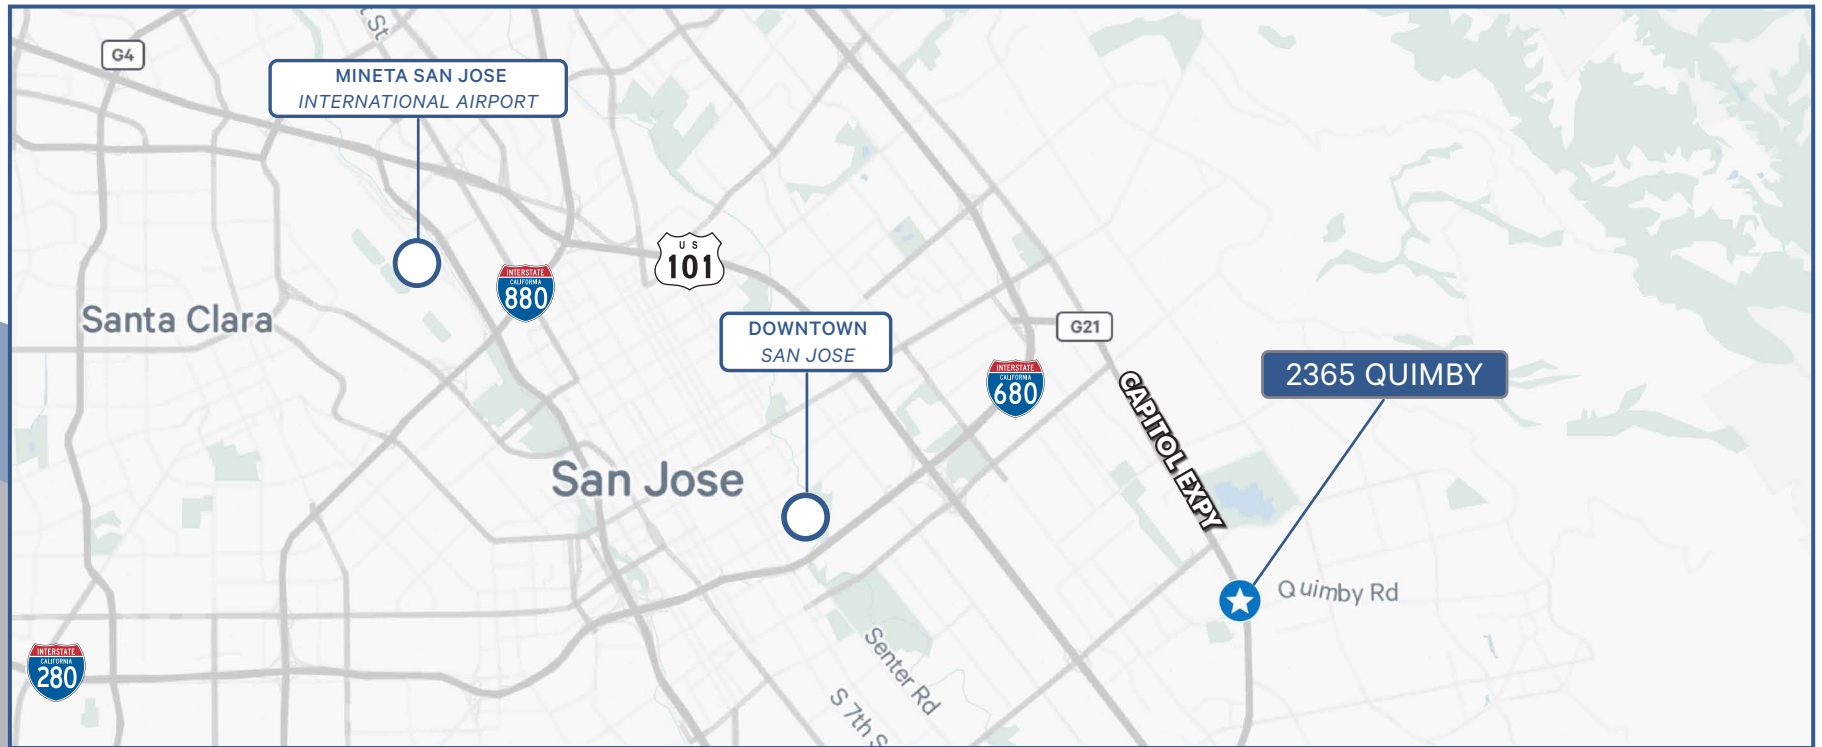 t St
G4
MINETA SAN JOSE
INTERNATIONAL AIRPORT
US
101
INTERSTATE
CALIFORNIA
880
Santa Clara
DOWNTOWN
SAN JOSE
G21
INTERSTATE
CALIFORNIA
680
2365 QUIMBY
CAPITOL EXPY
San Jose
Quimby Rd
INTERSTATE
CALIFORNIA
280
Senter Rd
S 7th S